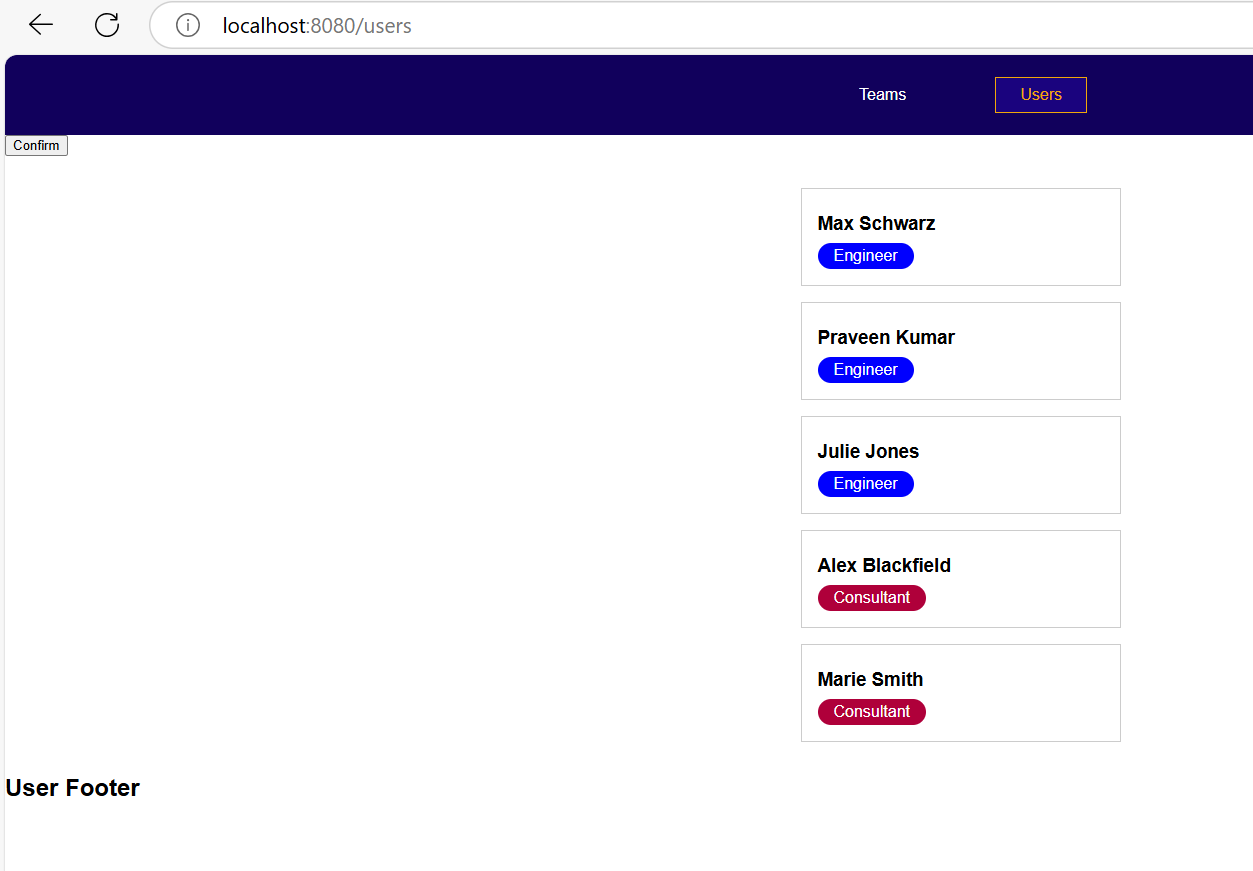 localhost:8080/users
Teams Users
Confirm
Max Schwarz
Engineer
Praveen Kumar
Engineer
Julie Jones
Engineer
Alex Blackfield
Consultant
Marie Smith
Consultant
User Footer